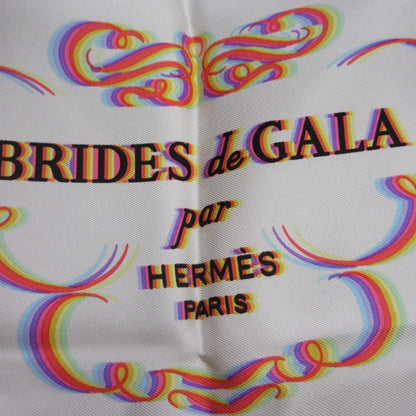 BRIDES de GALA
par
HERMÈS
PARIS